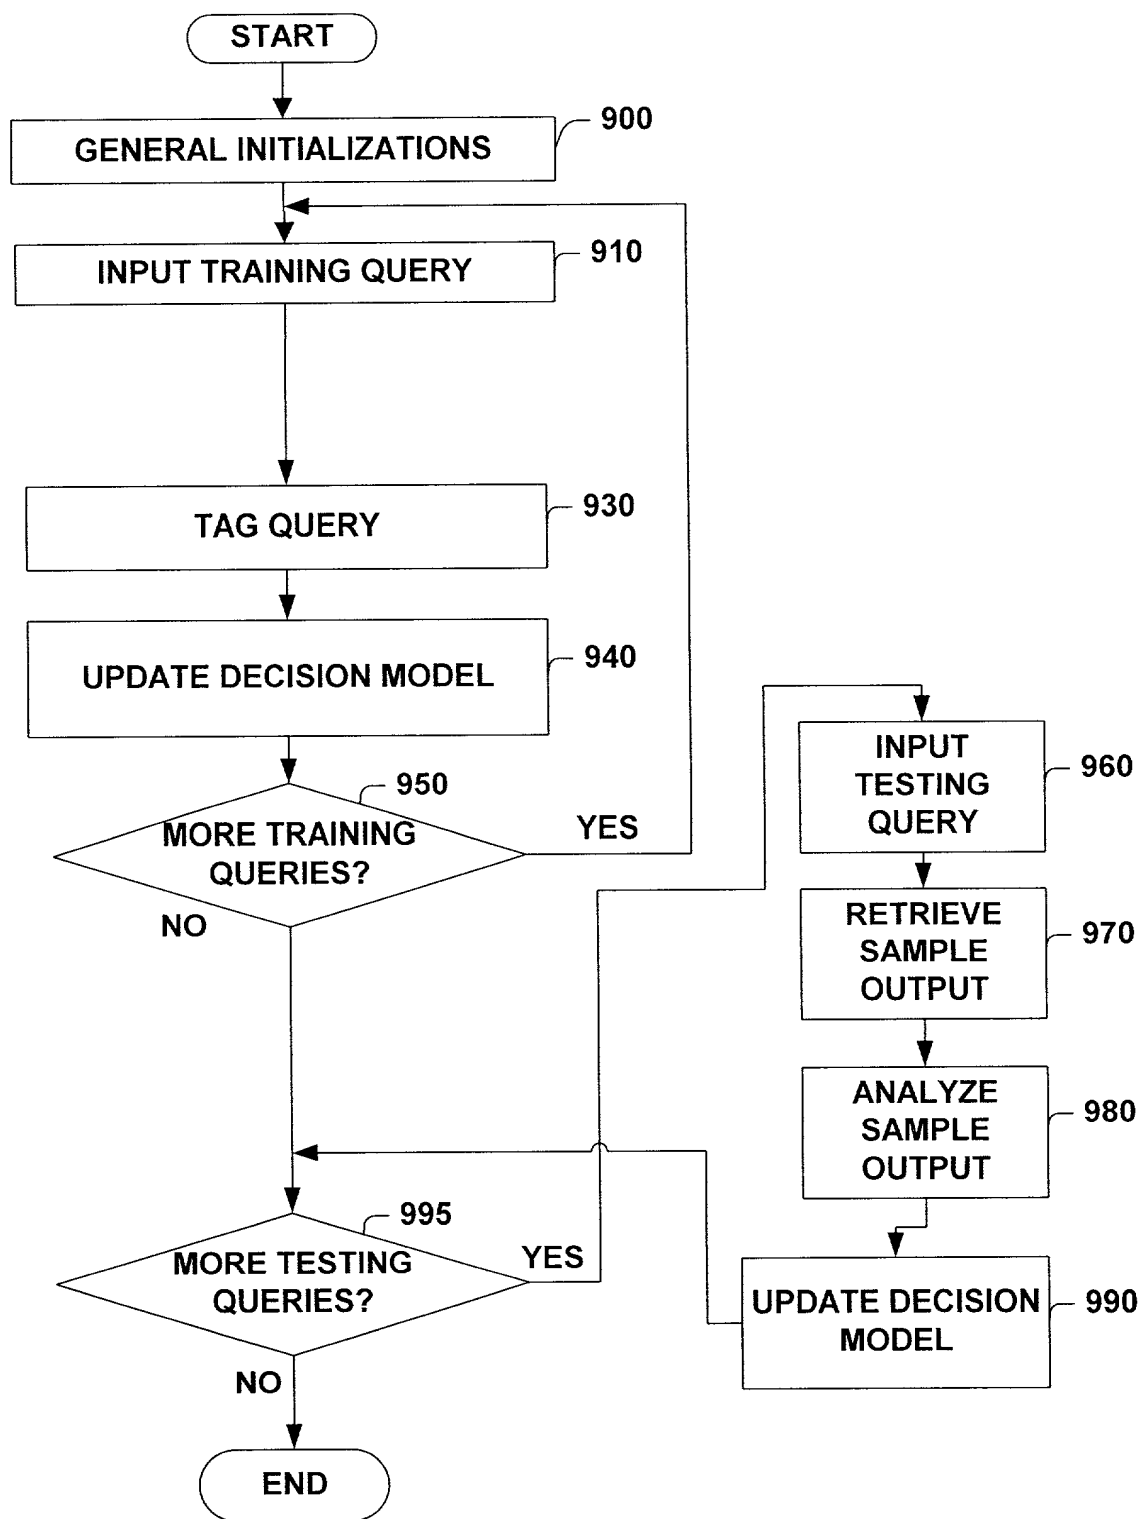 START
GENERAL INITIALIZATIONS
900
INPUT TRAINING QUERY
910
TAG QUERY
930
UPDATE DECISION MODEL
940
950
MORE TRAINING
QUERIES?
YES
NO
INPUT
TESTING
QUERY
960
RETRIEVE
SAMPLE
OUTPUT
970
ANALYZE
SAMPLE
OUTPUT
980
UPDATE DECISION
MODEL
990
995
MORE TESTING
QUERIES?
YES
NO
END